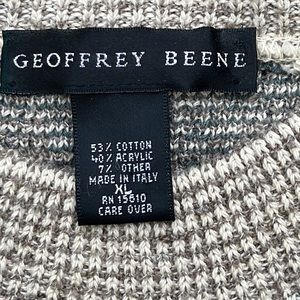 GEOFFREY BEENE
53% COTTON
40% ACRYLIC
7% OTHER
MADE IN ITALY
XL
RN 15610
CARE OVER